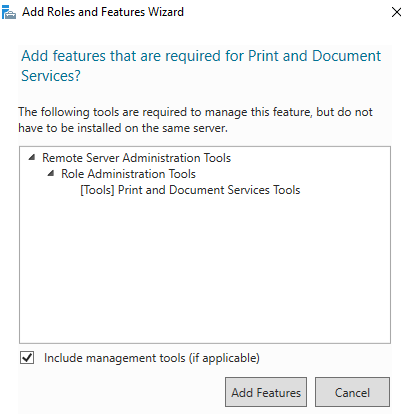 Add Roles and Features Wizard
Add features that are required for Print and Document
Services?
The following tools are required to manage this feature, but do not
have to be installed on the same server.
Remote Server Administration Tools
Role Administration Tools
[Tools] Print and Document Services Tools
Include management tools (if applicable)
Add Features
Cancel